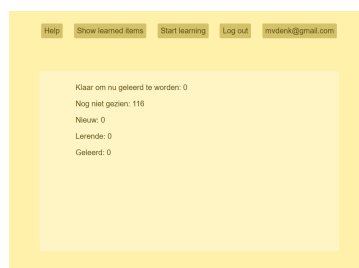 Help Show learned items Start learning Log out mvdenk@gmail.com
Klaar om nu geleerd te worden: 0
Nog niet gezien: 116
Nieuw: 0
Lerende: 0
Geleerd: 0